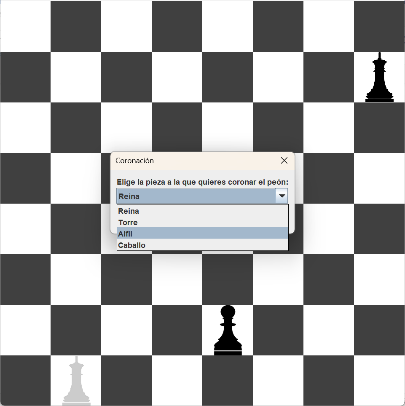 Coronación
Elige la pieza a la que quieres coronar el peón:
Reina
Reina
Torre
Alfil
Caballo